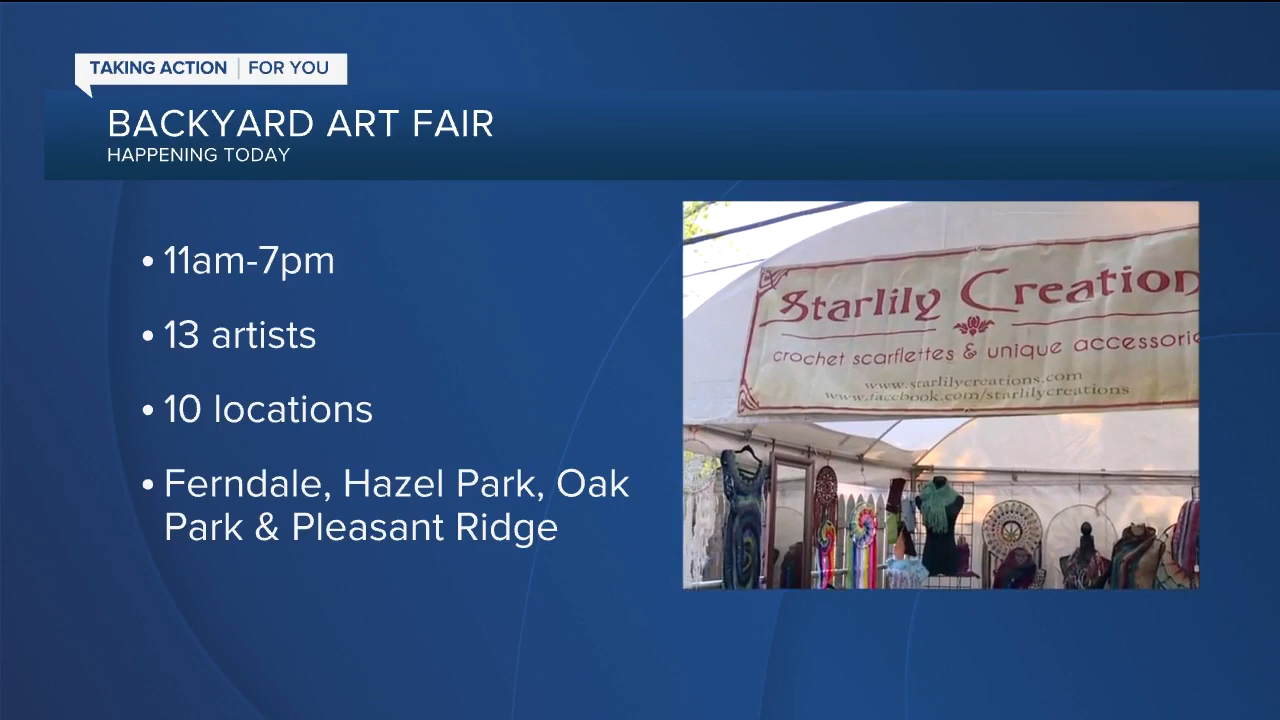 TAKING ACTION | FOR YOU
BACKYARD ART FAIR
HAPPENING TODAY
• 11am-7pm
• 13 artists
• 10 locations
• Ferndale, Hazel Park, Oak
Park & Pleasant Ridge
Starlily Creation
crochet scarflettes & unique accessorie
www.starlilycreations.com
www.facebook.com/starlilycreations